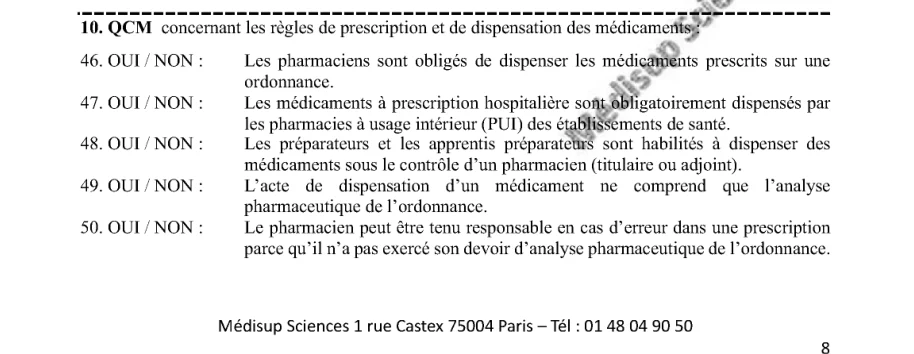 10. QCM concernant les règles de prescription et de dispensation des médicaments :
46. OUI / NON : Les pharmaciens sont obligés de dispenser les médicaments prescrits sur une
ordonnance.
47. OUI / NON : Les médicaments à prescription hospitalière sont obligatoirement dispensés par
les pharmacies à usage intérieur (PUI) des établissements de santé.
48. OUI / NON : Les préparateurs et les apprentis préparateurs sont habilités à dispenser des
médicaments sous le contrôle d’un pharmacien (titulaire ou adjoint).
49. OUI / NON : L’acte de dispensation d’un médicament ne comprend que l’analyse
pharmaceutique de l’ordonnance.
50. OUI / NON : Le pharmacien peut être tenu responsable en cas d’erreur dans une prescription
parce qu’il n’a pas exercé son devoir d’analyse pharmaceutique de l’ordonnance.
Médisup Scien
Médisup Sciences 1 rue Castex 75004 Paris – Tél : 01 48 04 90 50
8